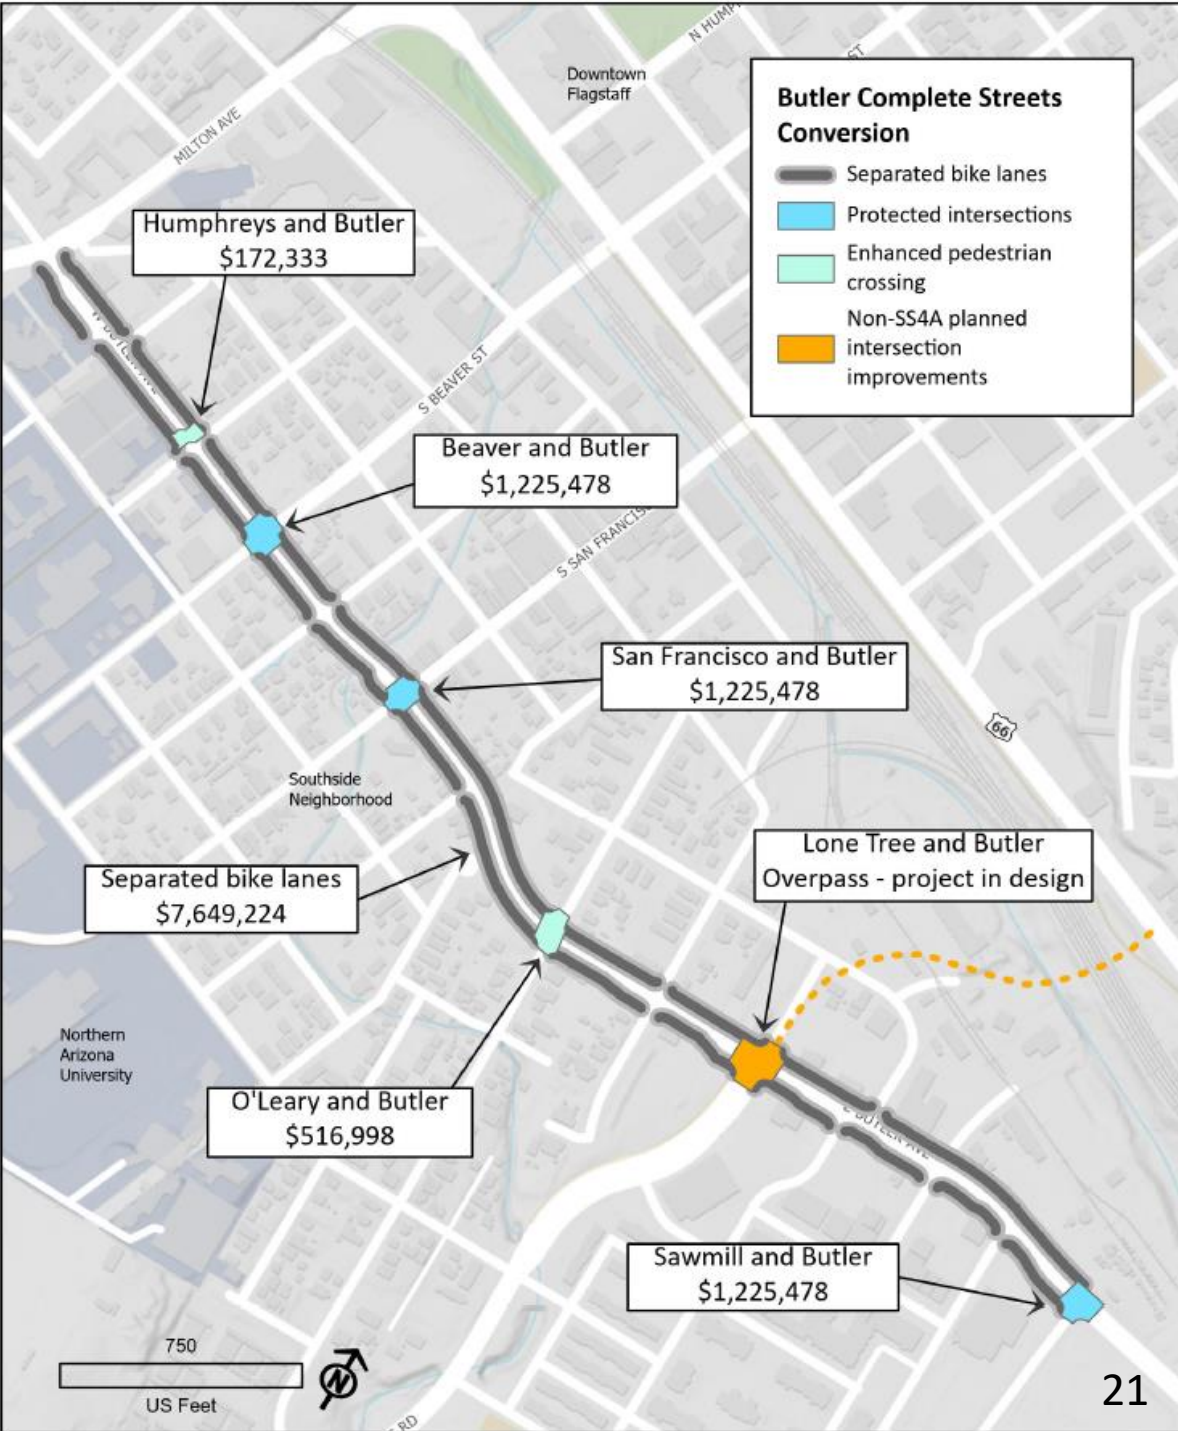 N HUMP
ST
Downtown
Flagstaff
Butler Complete Streets
Conversion
Separated bike lanes
Protected intersections
Enhanced pedestrian
crossing
Non-SS4A planned
intersection
improvements
MILTON AVE
Humphreys and Butler
$172,333
S BEAVER ST
Beaver and Butler
$1,225,478
S SAN FRANCISC
San Francisco and Butler
$1,225,478
66
Southside
Neighborhood
Lone Tree and Butler
Overpass - project in design
Separated bike lanes
$7,649,224
Northern
Arizona
University
O'Leary and Butler
$516,998
E BUTLER AVE
Sawmill and Butler
$1,225,478
750
US Feet
N
RD
21